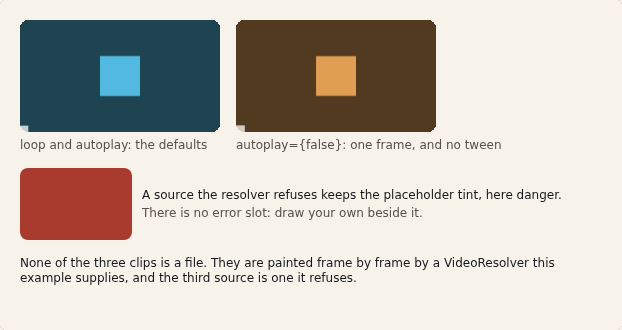 loop and autoplay: the defaults
autoplay={false}: one frame, and no tween
A source the resolver refuses keeps the placeholder tint, here danger.
There is no error slot: draw your own beside it.
None of the three clips is a file. They are painted frame by frame by a VideoResolver this
example supplies, and the third source is one it refuses.